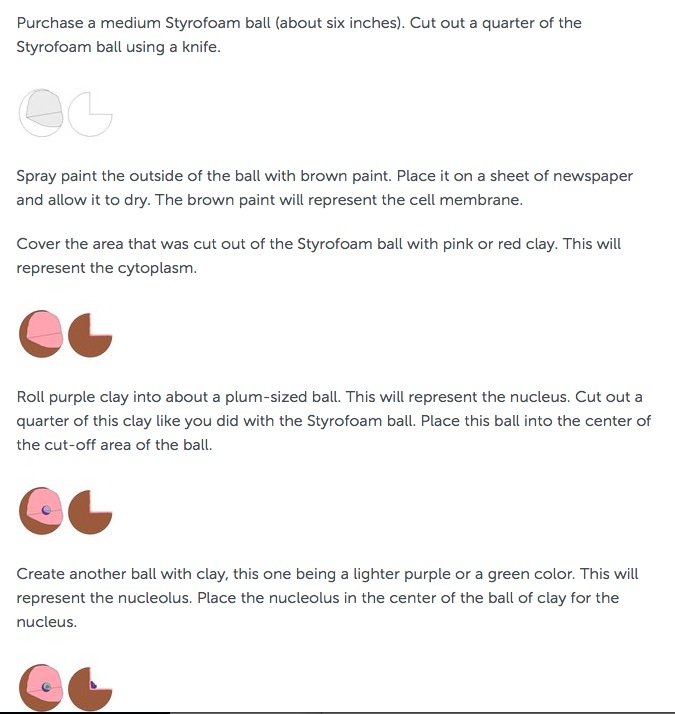 Purchase a medium Styrofoam ball (about six inches). Cut out a quarter of the
Styrofoam ball using a knife.
Spray paint the outside of the ball with brown paint. Place it on a sheet of newspaper
and allow it to dry. The brown paint will represent the cell membrane.
Cover the area that was cut out of the Styrofoam ball with pink or red clay. This will
represent the cytoplasm.
Roll purple clay into about a plum-sized ball. This will represent the nucleus. Cut out a
quarter of this clay like you did with the Styrofoam ball. Place this ball into the center of
the cut-off area of the ball.
Create another ball with clay, this one being a lighter purple or a green color. This will
represent the nucleolus. Place the nucleolus in the center of the ball of clay for the
nucleus.